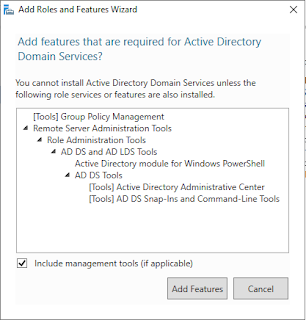 Add Roles and Features Wizard
Add features that are required for Active Directory
Domain Services?
You cannot install Active Directory Domain Services unless the
following role services or features are also installed.
[Tools] Group Policy Management
Remote Server Administration Tools
Role Administration Tools
AD DS and AD LDS Tools
Active Directory module for Windows PowerShell
AD DS Tools
[Tools] Active Directory Administrative Center
[Tools] AD DS Snap-Ins and Command-Line Tools
Include management tools (if applicable)
Add Features
Cancel